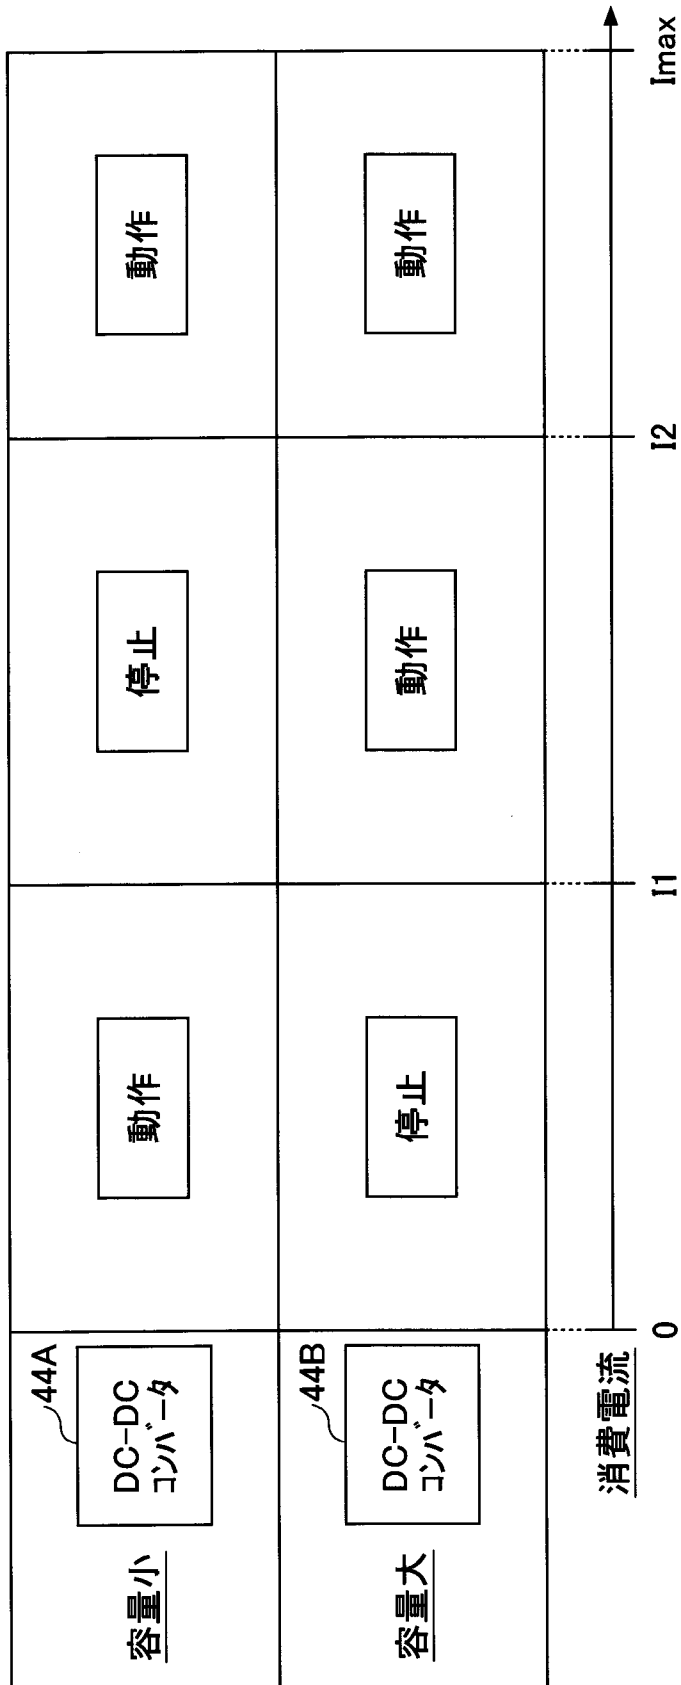 容量小
44A
DC-DC
コンバータ
動作
停止
動作
容量大
44B
DC-DC
コンバータ
停止
動作
動作
消費電流
0
I1
I2
Imax